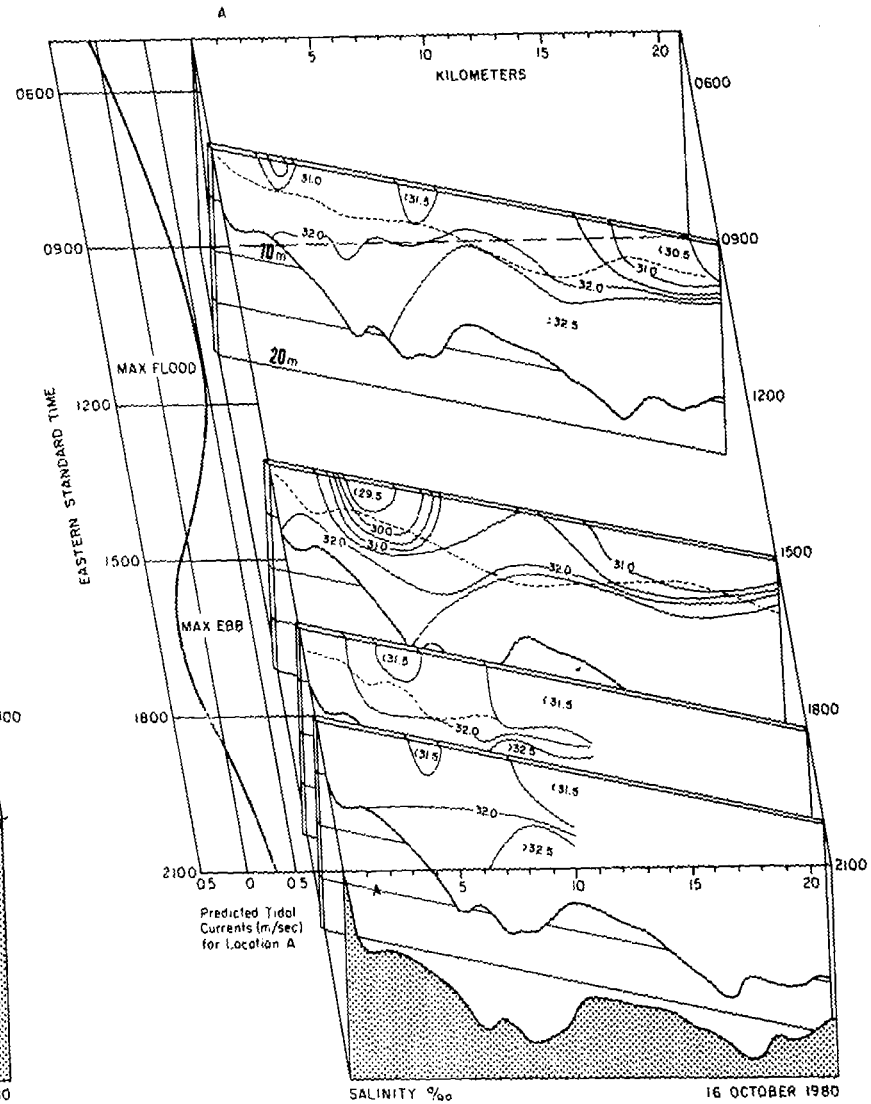 A
5 10 15 20
KILOMETERS
0600
0600
31.0
<31.5
32.0
<30.5
31.0
32.0
0900
0900
10m
>32.5
20m
MAX FLOOD
1200
1200
EASTERN STANDARD TIME
<29.5
30.0
31.0
32.0
32.0
31.0
1500
1500
MAX EBB
<31.5
<31.5
32.0
>32.5
1800
1800
<31.5
<31.5
32.0
>32.5
2100
2100
0.5 0 0.5
A
5 10 15 20
Predicted Tidal
Currents (m/sec)
for Location A
SALINITY ‰
16 OCTOBER 1980